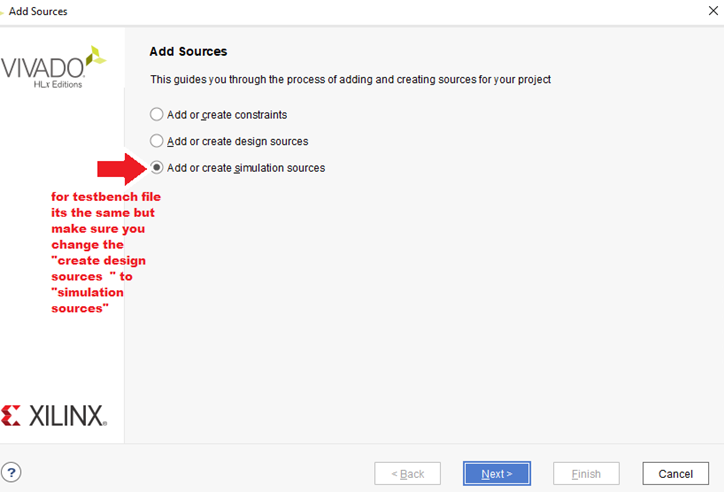 Add Sources
VIVADO
HLx Editions
Add Sources
This guides you through the process of adding and creating sources for your project
Add or create constraints
Add or create design sources
Add or create simulation sources
for testbench file
its the same but
make sure you
change the
"create design
sources " to
"simulation
sources"
XILINX
?
< Back
Next >
Finish
Cancel